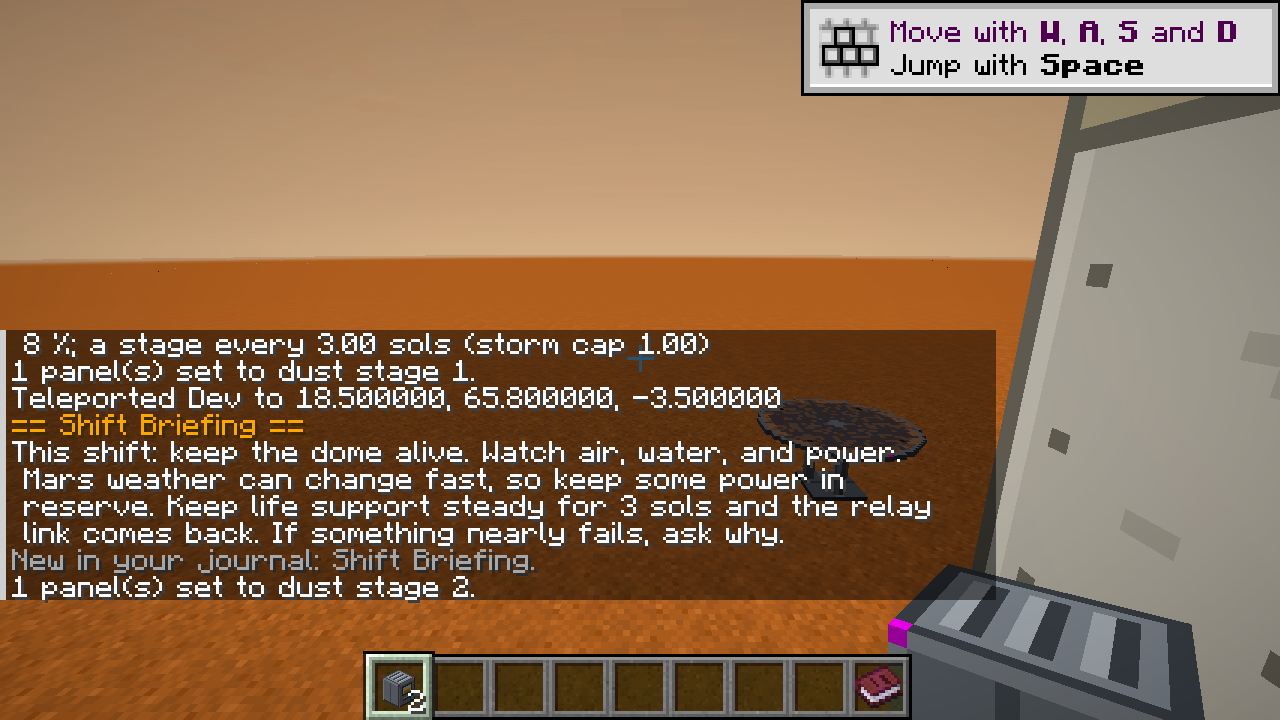 Move with W, A, S and D
Jump with Space
8 %; a stage every 3.00 sols (storm cap 1.00)
1 panel(s) set to dust stage 1.
Teleported Dev to 18.500000, 65.800000, -3.500000
== Shift Briefing ==
This shift: keep the dome alive. Watch air, water, and power.
Mars weather can change fast, so keep some power in
reserve. Keep life support steady for 3 sols and the relay
link comes back. If something nearly fails, ask why.
New in your journal: Shift Briefing.
1 panel(s) set to dust stage 2.
2